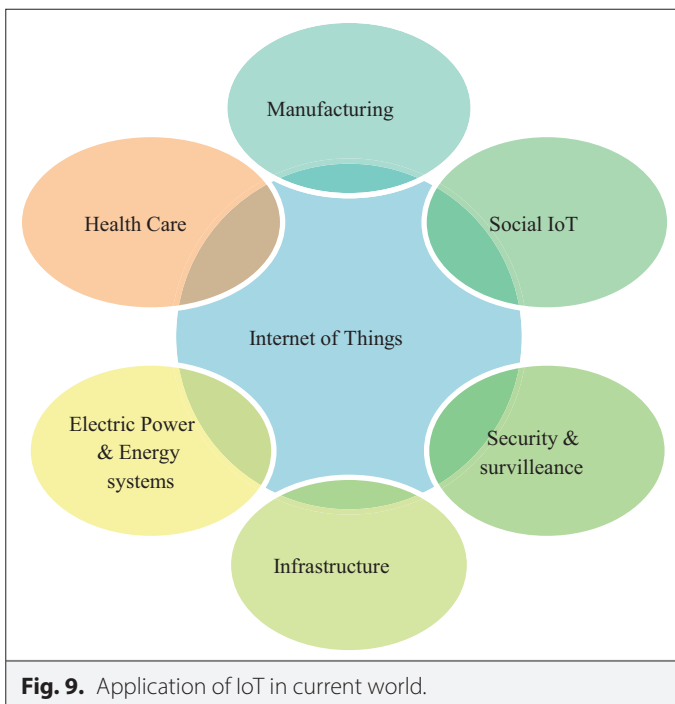 Manufacturing
Health Care
Social IoT
Internet of Things
Electric Power
& Energy
systems
Security &
survilleance
Infrastructure
Fig. 9. Application of IoT in current world.